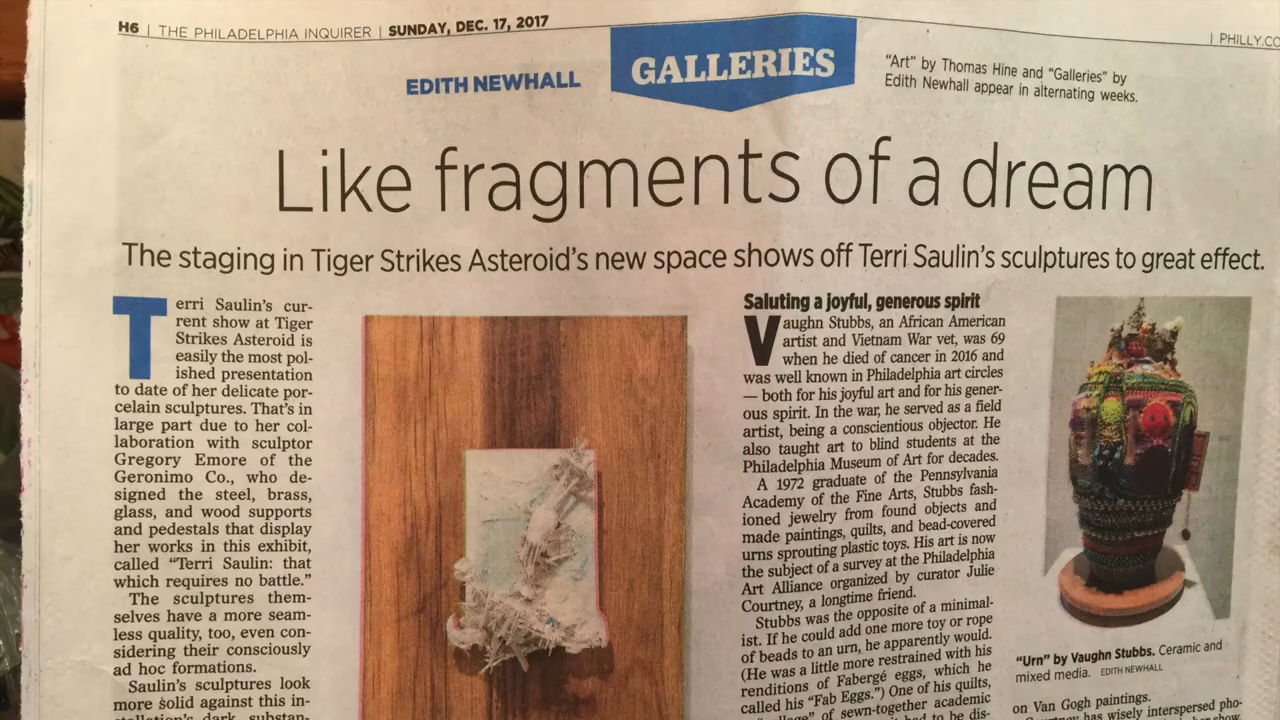 H6 | THE PHILADELPHIA INQUIRER | SUNDAY, DEC. 17, 2017
| PHILLY.CO
EDITH NEWHALL
GALLERIES
“Art” by Thomas Hine and “Galleries” by
Edith Newhall appear in alternating weeks.
Like fragments of a dream
The staging in Tiger Strikes Asteroid’s new space shows off Terri Saulin’s sculptures to great effect.
Terri Saulin’s cur-
rent show at Tiger
Strikes Asteroid is
easily the most pol-
ished presentation
to date of her delicate por-
celain sculptures. That’s in
large part due to her col-
laboration with sculptor
Gregory Emore of the
Geronimo Co., who de-
signed the steel, brass,
glass, and wood supports
and pedestals that display
her works in this exhibit,
called “Terri Saulin: that
which requires no battle.”
The sculptures them-
selves have a more seam-
less quality, too, even con-
sidering their consciously
ad hoc formations.
Saulin’s sculptures look
more solid against this in-
stallation’s dark, substan-
Saluting a joyful, generous spirit
Vaughn Stubbs, an African American
artist and Vietnam War vet, was 69
when he died of cancer in 2016 and
was well known in Philadelphia art circles
— both for his joyful art and for his gener-
ous spirit. In the war, he served as a field
artist, being a conscientious objector. He
also taught art to blind students at the
Philadelphia Museum of Art for decades.
A 1972 graduate of the Pennsylvania
Academy of the Fine Arts, Stubbs fash-
ioned jewelry from found objects and
made paintings, quilts, and bead-covered
urns sprouting plastic toys. His art is now
the subject of a survey at the Philadelphia
Art Alliance organized by curator Julie
Courtney, a longtime friend.
Stubbs was the opposite of a minimal-
ist. If he could add one more toy or rope
of beads to an urn, he apparently would.
(He was a little more restrained with his
renditions of Fabergé eggs, which he
called his “Fab Eggs.”) One of his quilts,
of sewn-together academic
had to be dis-
“Urn” by Vaughn Stubbs. Ceramic and
mixed media. EDITH NEWHALL
on Van Gogh paintings.
Courtney has wisely interspersed pho-